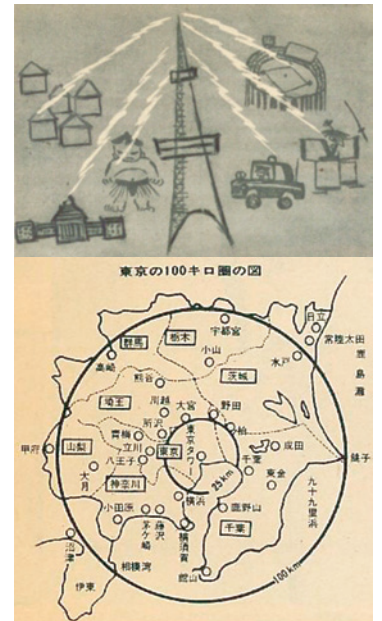 東京の100キロ圏の図
日立
常陸太田
鹿島灘
宇都宮
栃木
群馬
小山
水戸
高崎
茨城
熊谷
埼玉
川越
大宮
野田
所沢
柏
青梅
立川
東京
東京タワー
成田
銚子
甲府
山梨
八王子
千葉
東金
大月
神奈川
25km
九十九里浜
横浜
鹿野山
小田原
茅ケ崎
藤沢
横須賀
千葉
沼津
相模湾
館山
伊東
100km